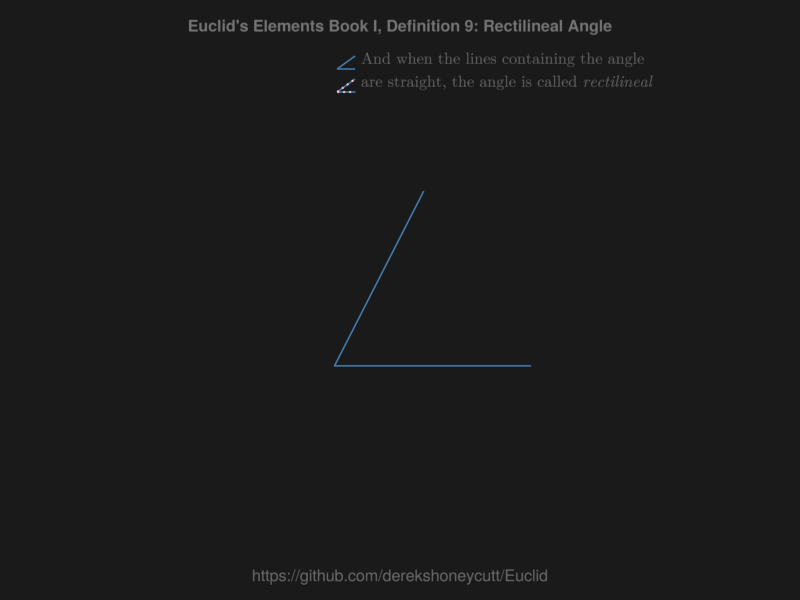 Euclid's Elements Book I, Definition 9: Rectilineal Angle
And when the lines containing the angle
are straight, the angle is called rectilineal
https://github.com/derekshoneycutt/Euclid